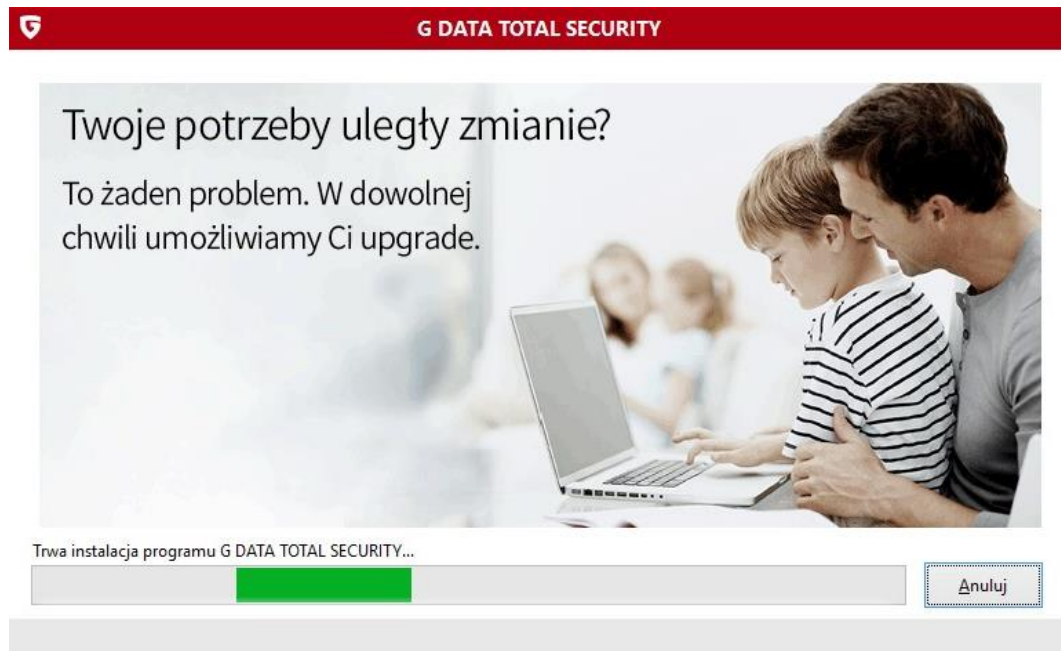 G DATA TOTAL SECURITY
Twoje potrzeby uległy zmianie?
To żaden problem. W dowolnej
chwili umożliwiamy Ci upgrade.
Trwa instalacja programu G DATA TOTAL SECURITY...
Anuluj